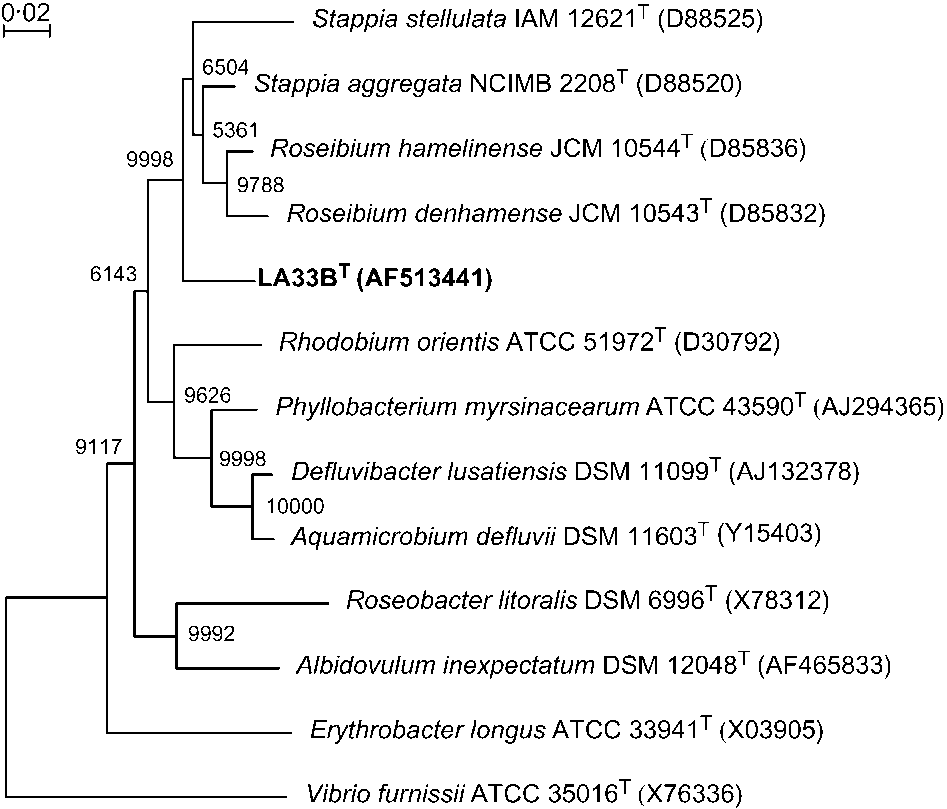 0·02
Stappia stellulata IAM 12621T (D88525)
6504
Stappia aggregata NCIMB 2208T (D88520)
5361
Roseibium hamelinense JCM 10544T (D85836)
9998
9788
Roseibium denhamense JCM 10543T (D85832)
6143
LA33BT (AF513441)
Rhodobium orientis ATCC 51972T (D30792)
9626
Phyllobacterium myrsinacearum ATCC 43590T (AJ294365)
9117
9998
Defluvibacter lusatiensis DSM 11099T (AJ132378)
10000
Aquamicrobium defluvii DSM 11603T (Y15403)
Roseobacter litoralis DSM 6996T (X78312)
9992
Albidovulum inexpectatum DSM 12048T (AF465833)
Erythrobacter longus ATCC 33941T (X03905)
Vibrio furnissii ATCC 35016T (X76336)